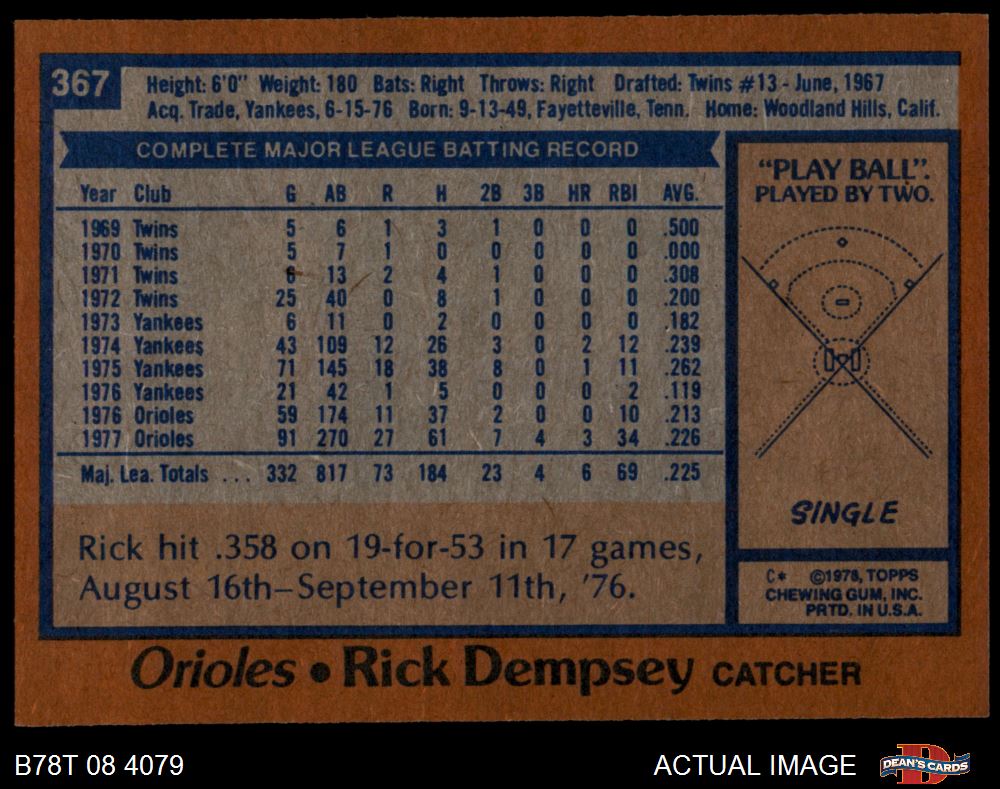 367
Height: 6'0" Weight: 180 Bats: Right Throws: Right Drafted: Twins #13 - June, 1967
Acq. Trade, Yankees, 6-15-76 Born: 9-13-49, Fayetteville, Tenn. Home: Woodland Hills, Calif.
COMPLETE MAJOR LEAGUE BATTING RECORD
Year Club G AB R H 2B 3B HR RBI AVG.
1969 Twins 5 6 1 3 1 0 0 0 .500
1970 Twins 5 7 1 0 0 0 0 0 .000
1971 Twins 6 13 2 4 1 0 0 0 .308
1972 Twins 25 40 0 8 1 0 0 0 .200
1973 Yankees 6 11 0 2 0 0 0 0 .182
1974 Yankees 43 109 12 26 3 0 2 12 .239
1975 Yankees 71 145 18 38 8 0 1 11 .262
1976 Yankees 21 42 1 5 0 0 0 2 .119
1976 Orioles 59 174 11 37 2 0 0 10 .213
1977 Orioles 91 270 27 61 7 4 3 34 .226
Maj. Lea. Totals ... 332 817 73 184 23 4 6 69 .225
Rick hit .358 on 19-for-53 in 17 games,
August 16th–September 11th, '76.
"PLAY BALL".
PLAYED BY TWO.
SINGLE
C* ©1978, TOPPS
CHEWING GUM, INC.
PRTD. IN U.S.A.
Orioles • Rick Dempsey CATCHER
B78T 08 4079
ACTUAL IMAGE
DEAN'S CARDS